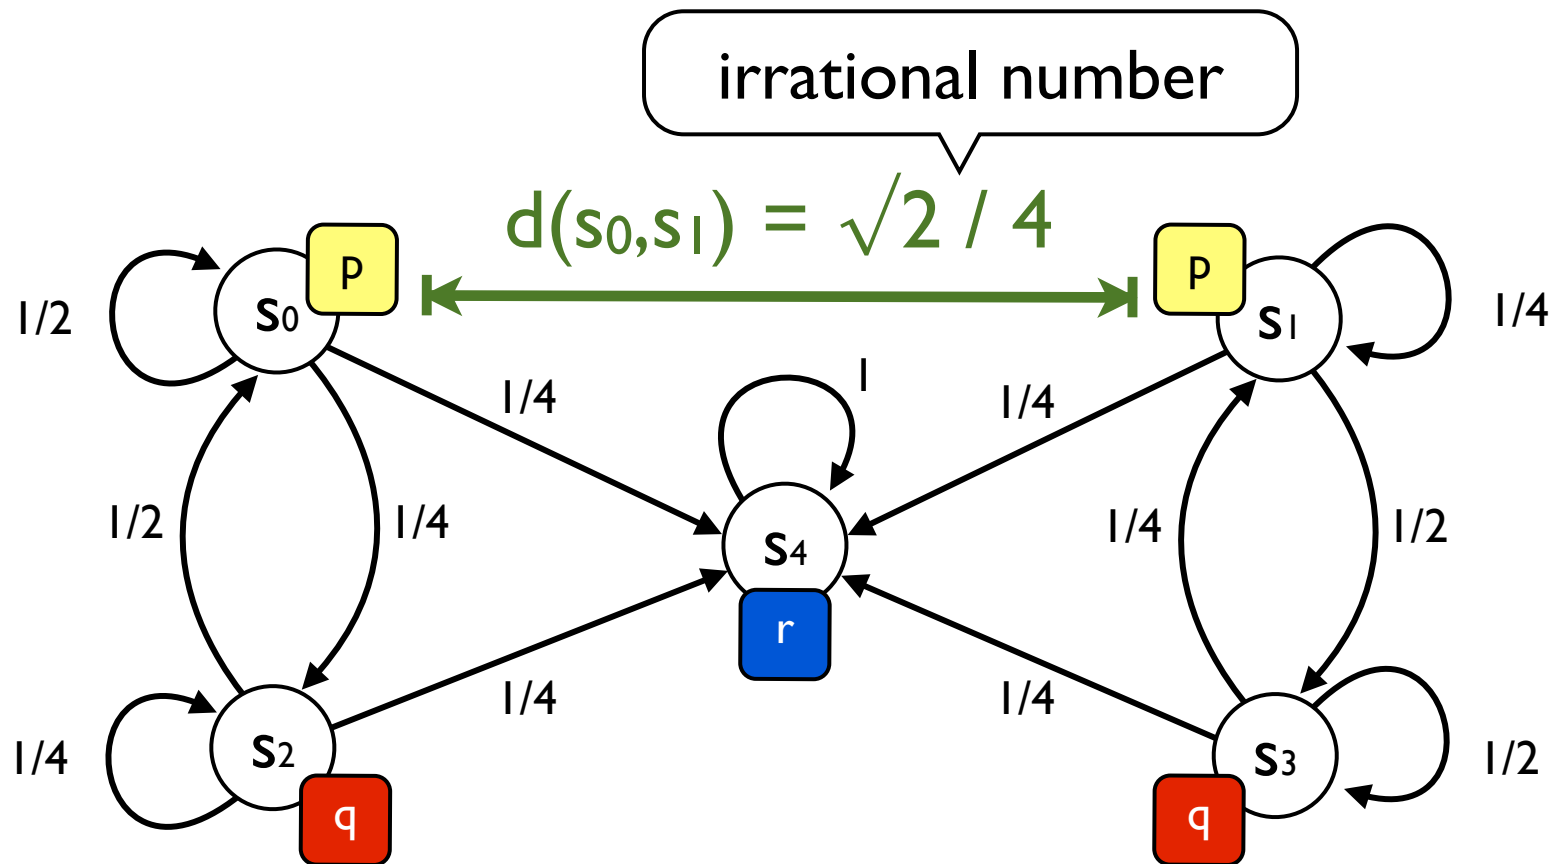 irrational number
d(s0,s1) = √2 / 4
p
p
s0
s1
1/2
1/4
1
1/4
1/4
1/2
1/4
s4
1/4
1/2
r
1/4
1/4
s2
s3
1/4
1/2
q
q